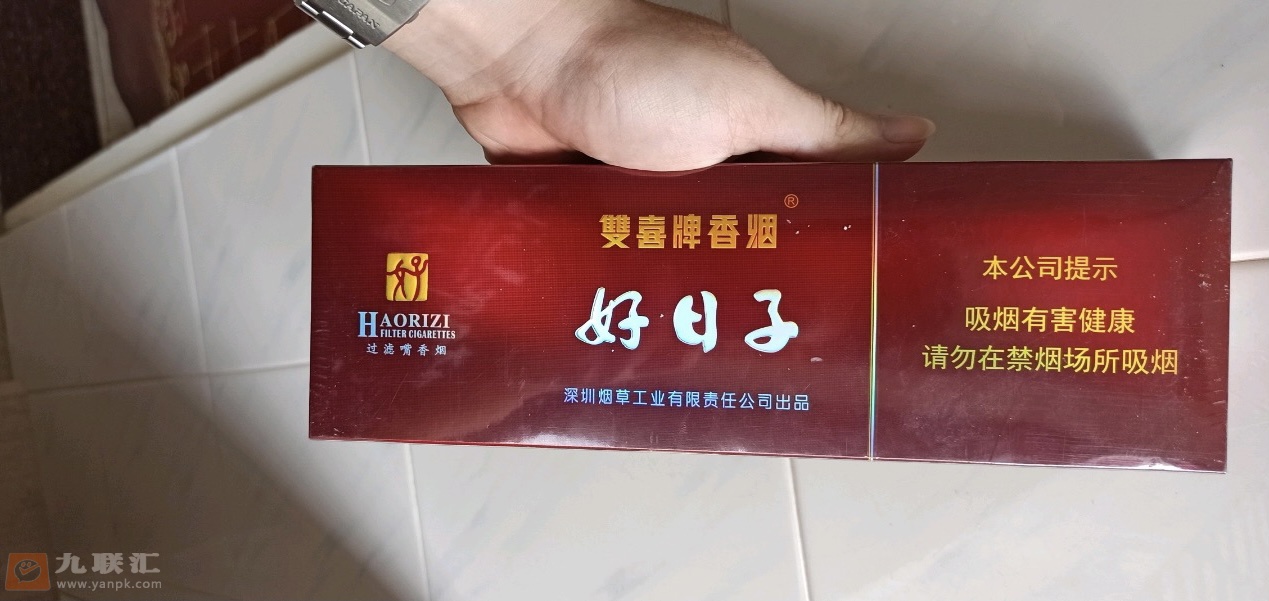 JAPAN
雙喜牌香烟®
好
HAORIZI
FILTER CIGARETTES
过滤嘴香烟
好日子
深圳烟草工业有限责任公司出品
本公司提示
吸烟有害健康
请勿在禁烟场所吸烟
九联汇
www.yanpk.com